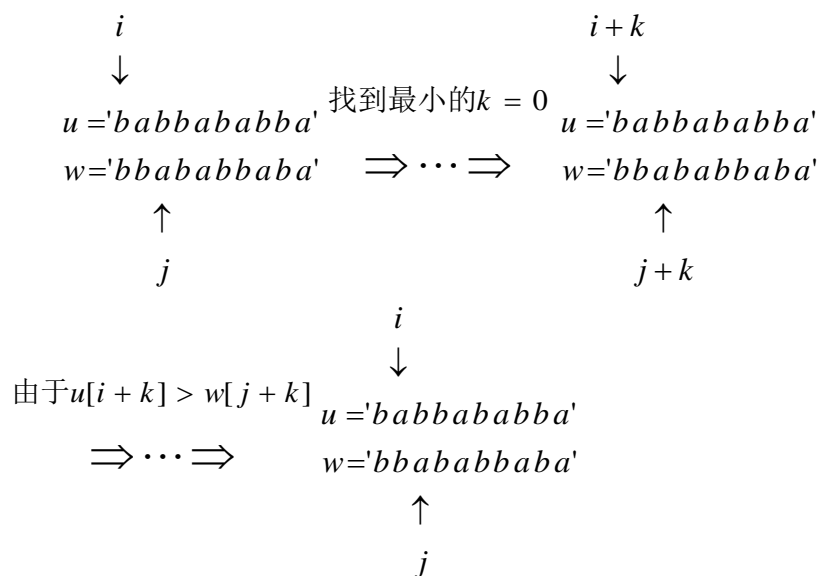 i
i + k
↓
↓
找到最小的k = 0
u ='babbababba'
u ='babbababba'
w='bbababbaba'
⇒ ··· ⇒
w='bbababbaba'
↑
↑
j
j + k
i
↓
由于u[i + k] > w[j + k]
u ='babbababba'
⇒ ··· ⇒
w='bbababbaba'
↑
j